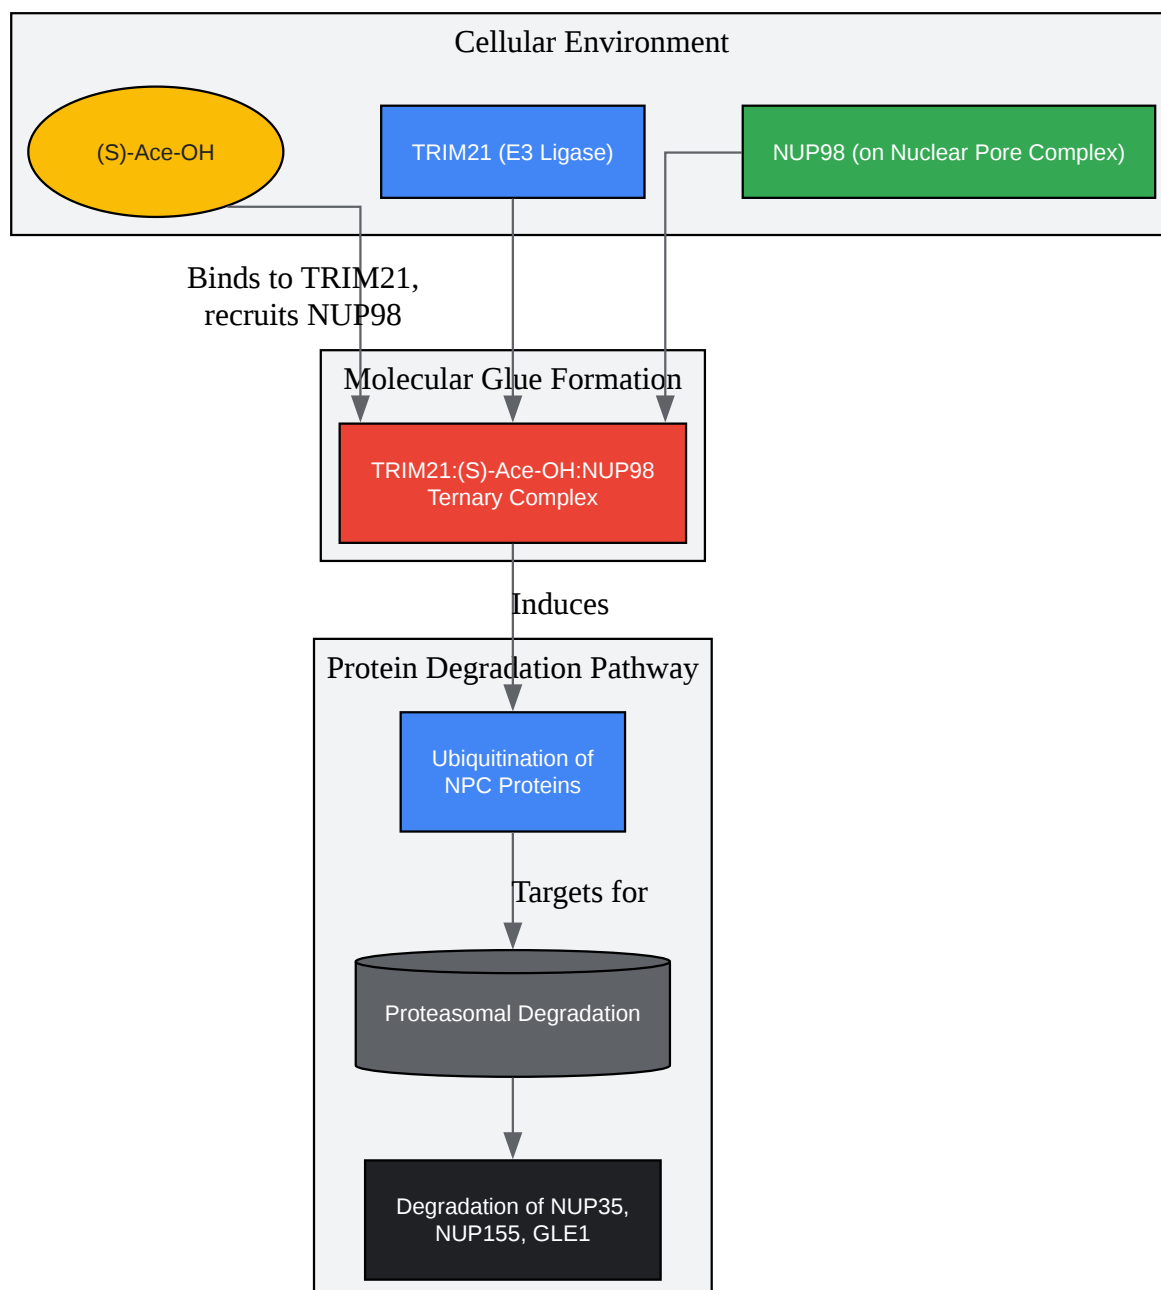 Cellular Environment
(S)-Ace-OH
TRIM21 (E3 Ligase)
NUP98 (on Nuclear Pore Complex)
Binds to TRIM21,
recruits NUP98
Molecular Glue Formation
TRIM21:(S)-Ace-OH:NUP98
Ternary Complex
Induces
Protein Degradation Pathway
Ubiquitination of
NPC Proteins
Targets for
Proteasomal Degradation
Degradation of NUP35,
NUP155, GLE1